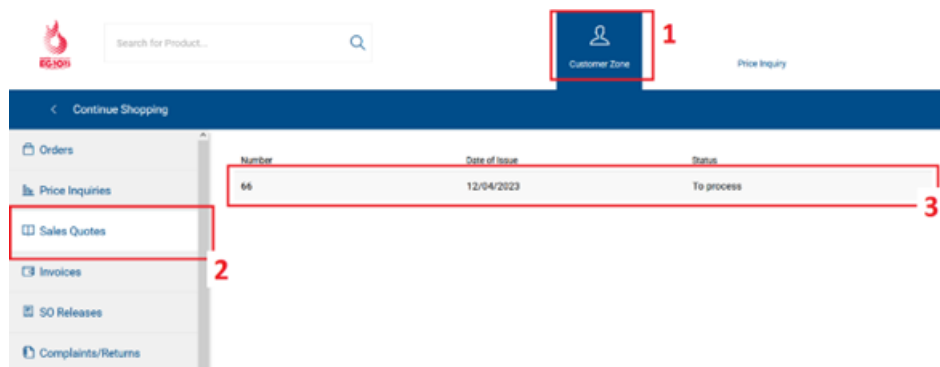 Search for Product...
Customer Zone
1
Price Inquiry
< Continue Shopping
Orders
Price Inquiries
Sales Quotes
2
Invoices
SO Releases
Complaints/Returns
Number Date of Issue Status
66 12/04/2023 To process
3